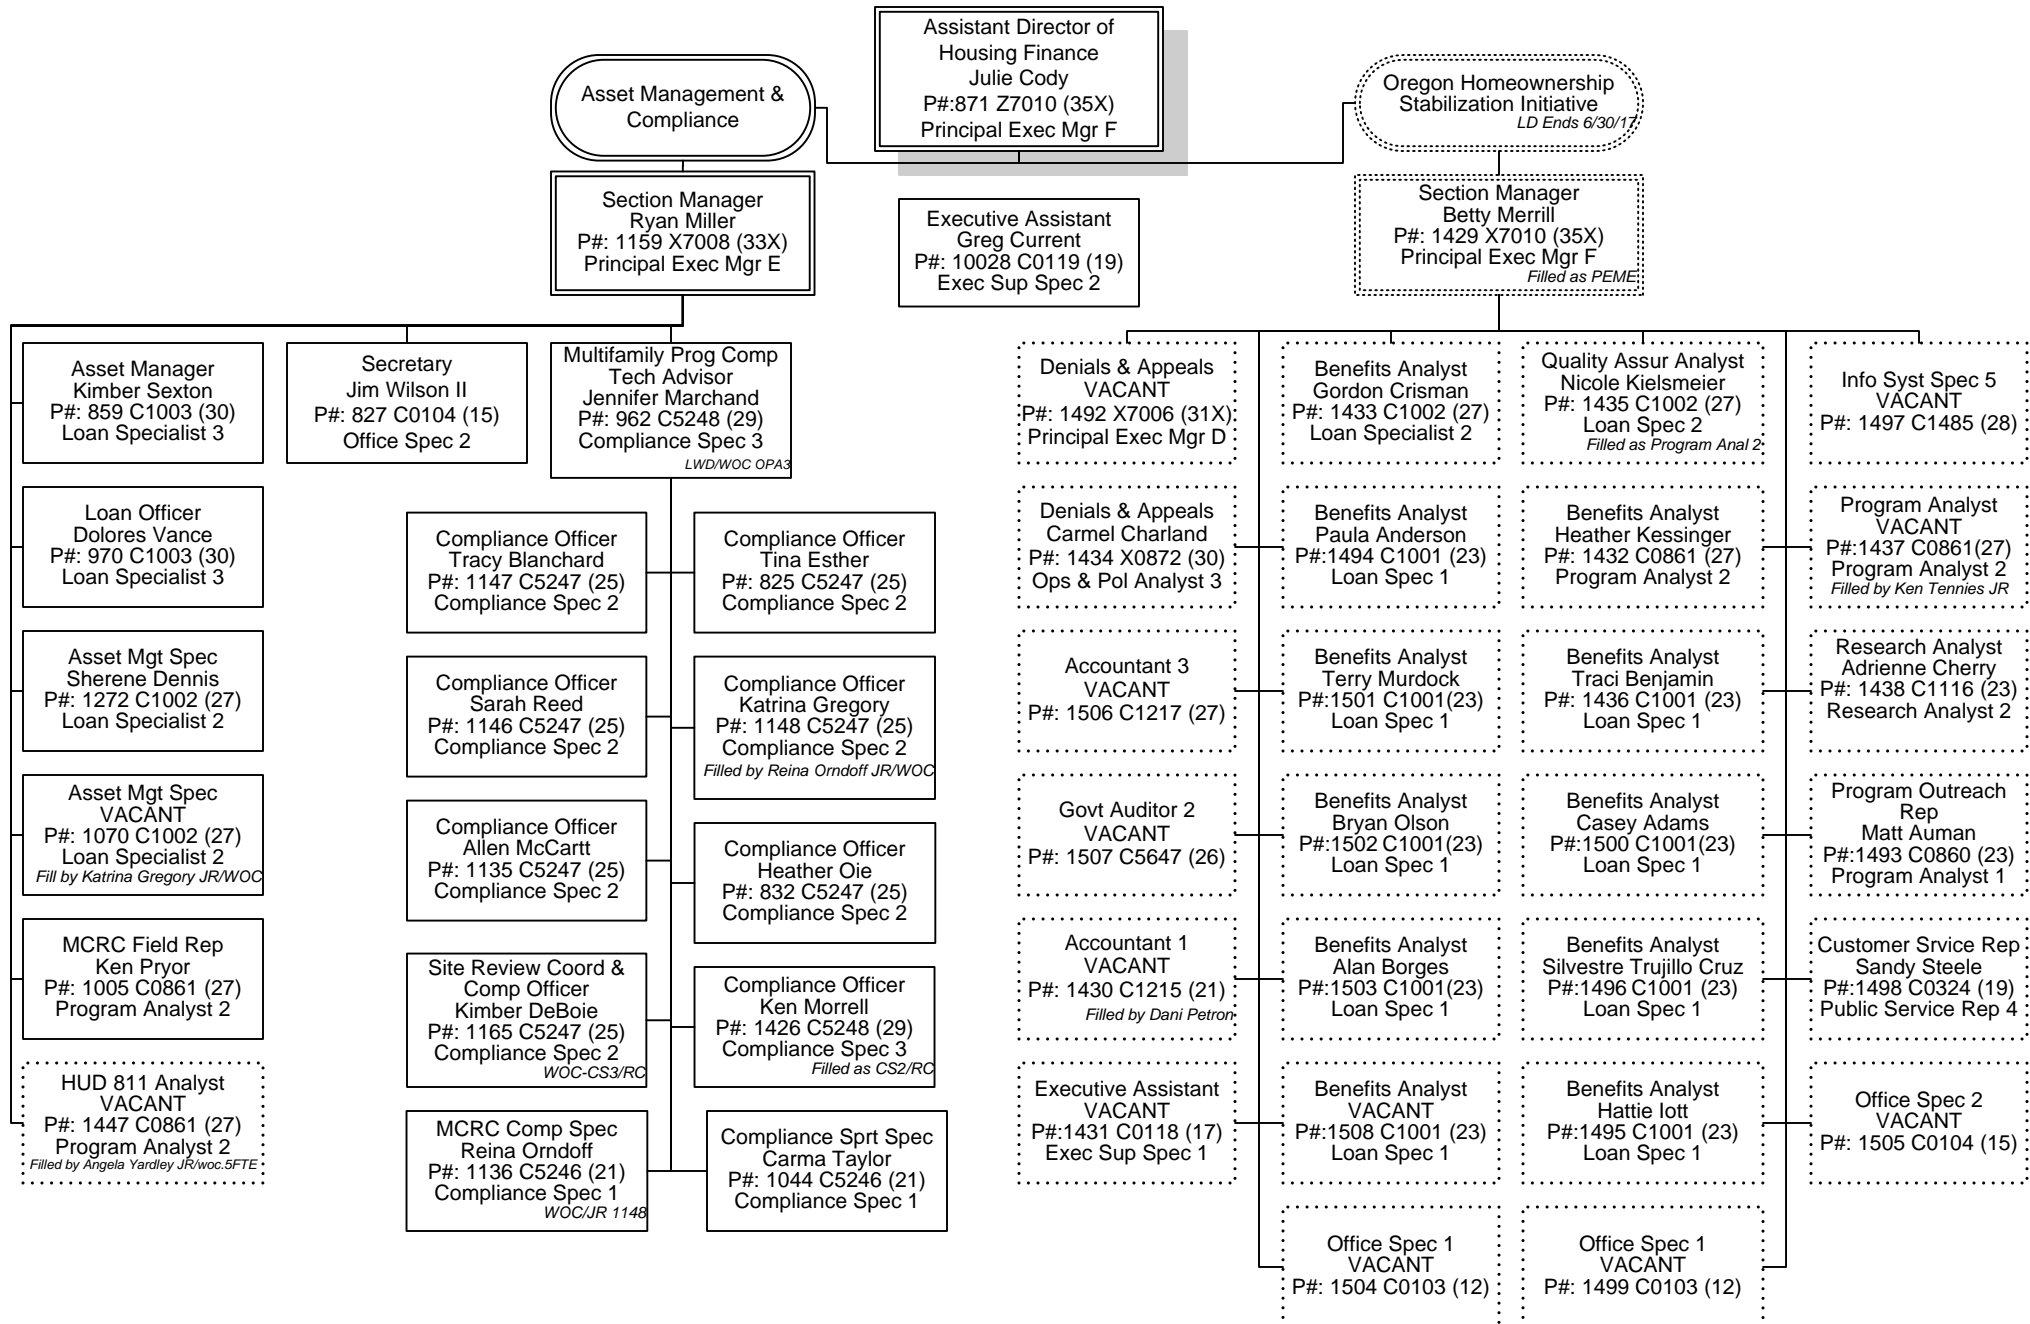 Assistant Director of
Housing Finance
Julie Cody
P#:871 Z7010 (35X)
Principal Exec Mgr F
Asset Management &
Compliance
Oregon Homeownership
Stabilization Initiative
LD Ends 6/30/17
Section Manager
Ryan Miller
P#: 1159 X7008 (33X)
Principal Exec Mgr E
Executive Assistant
Greg Current
P#: 10028 C0119 (19)
Exec Sup Spec 2
Section Manager
Betty Merrill
P#: 1429 X7010 (35X)
Principal Exec Mgr F
Filled as PEME
Asset Manager
Kimber Sexton
P#: 859 C1003 (30)
Loan Specialist 3
Loan Officer
Dolores Vance
P#: 970 C1003 (30)
Loan Specialist 3
Asset Mgt Spec
Sherene Dennis
P#: 1272 C1002 (27)
Loan Specialist 2
Asset Mgt Spec
VACANT
P#: 1070 C1002 (27)
Loan Specialist 2
Fill by Katrina Gregory JR/WOC
MCRC Field Rep
Ken Pryor
P#: 1005 C0861 (27)
Program Analyst 2
HUD 811 Analyst
VACANT
P#: 1447 C0861 (27)
Program Analyst 2
Filled by Angela Yardley JR/woc.5FTE
Secretary
Jim Wilson II
P#: 827 C0104 (15)
Office Spec 2
Multifamily Prog Comp
Tech Advisor
Jennifer Marchand
P#: 962 C5248 (29)
Compliance Spec 3
LWD/WOC OPA3
Compliance Officer
Tracy Blanchard
P#: 1147 C5247 (25)
Compliance Spec 2
Compliance Officer
Tina Esther
P#: 825 C5247 (25)
Compliance Spec 2
Compliance Officer
Sarah Reed
P#: 1146 C5247 (25)
Compliance Spec 2
Compliance Officer
Katrina Gregory
P#: 1148 C5247 (25)
Compliance Spec 2
Filled by Reina Orndoff JR/WOC
Compliance Officer
Allen McCartt
P#: 1135 C5247 (25)
Compliance Spec 2
Compliance Officer
Heather Oie
P#: 832 C5247 (25)
Compliance Spec 2
Site Review Coord &
Comp Officer
Kimber DeBoie
P#: 1165 C5247 (25)
Compliance Spec 2
WOC-CS3/RC
Compliance Officer
Ken Morrell
P#: 1426 C5248 (29)
Compliance Spec 3
Filled as CS2/RC
MCRC Comp Spec
Reina Orndoff
P#: 1136 C5246 (21)
Compliance Spec 1
WOC/JR 1148
Compliance Sprt Spec
Carma Taylor
P#: 1044 C5246 (21)
Compliance Spec 1
Denials & Appeals
VACANT
P#: 1492 X7006 (31X)
Principal Exec Mgr D
Denials & Appeals
Carmel Charland
P#: 1434 X0872 (30)
Ops & Pol Analyst 3
Accountant 3
VACANT
P#: 1506 C1217 (27)
Govt Auditor 2
VACANT
P#: 1507 C5647 (26)
Accountant 1
VACANT
P#: 1430 C1215 (21)
Filled by Dani Petron
Executive Assistant
VACANT
P#:1431 C0118 (17)
Exec Sup Spec 1
Benefits Analyst
Gordon Crisman
P#: 1433 C1002 (27)
Loan Specialist 2
Benefits Analyst
Paula Anderson
P#:1494 C1001 (23)
Loan Spec 1
Benefits Analyst
Terry Murdock
P#:1501 C1001(23)
Loan Spec 1
Benefits Analyst
Bryan Olson
P#:1502 C1001(23)
Loan Spec 1
Benefits Analyst
Alan Borges
P#:1503 C1001(23)
Loan Spec 1
Benefits Analyst
VACANT
P#:1508 C1001 (23)
Loan Spec 1
Office Spec 1
VACANT
P#: 1504 C0103 (12)
Quality Assur Analyst
Nicole Kielsmeier
P#: 1435 C1002 (27)
Loan Spec 2
Filled as Program Anal 2
Benefits Analyst
Heather Kessinger
P#: 1432 C0861 (27)
Program Analyst 2
Benefits Analyst
Traci Benjamin
P#: 1436 C1001 (23)
Loan Spec 1
Benefits Analyst
Casey Adams
P#:1500 C1001(23)
Loan Spec 1
Benefits Analyst
Silvestre Trujillo Cruz
P#:1496 C1001 (23)
Loan Spec 1
Benefits Analyst
Hattie Iott
P#:1495 C1001 (23)
Loan Spec 1
Office Spec 1
VACANT
P#: 1499 C0103 (12)
Info Syst Spec 5
VACANT
P#: 1497 C1485 (28)
Program Analyst
VACANT
P#:1437 C0861(27)
Program Analyst 2
Filled by Ken Tennies JR
Research Analyst
Adrienne Cherry
P#: 1438 C1116 (23)
Research Analyst 2
Program Outreach
Rep
Matt Auman
P#:1493 C0860 (23)
Program Analyst 1
Customer Srvice Rep
Sandy Steele
P#:1498 C0324 (19)
Public Service Rep 4
Office Spec 2
VACANT
P#: 1505 C0104 (15)